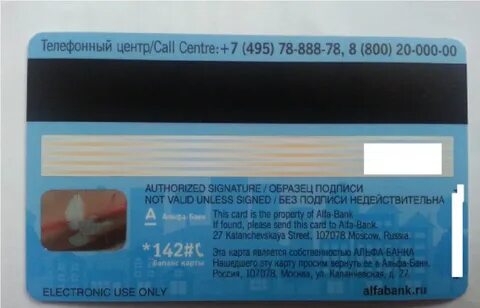 Телефонный центр/Call Centre:+7 (495) 78-888-78, 8 (800) 20-000-00
AUTHORIZED SIGNATURE / ОБРАЗЕЦ ПОДПИСИ
NOT VALID UNLESS SIGNED / БЕЗ ПОДПИСИ НЕДЕЙСТВИТЕЛЬНА
Альфа·Банк
This card is the property of Alfa-Bank
If found, please send this card to Alfa-Bank.
27 Kalanchevskaya Street, 107078 Moscow, Russia.
*142#
Баланс карты
Эта карта является собственностью АЛЬФА-БАНКА
Нашедшего эту карту просим вернуть ее в Альфа-Банк.
Россия, 107078, Москва, ул. Каланчевская, д. 27.
ELECTRONIC USE ONLY
alfabank.ru